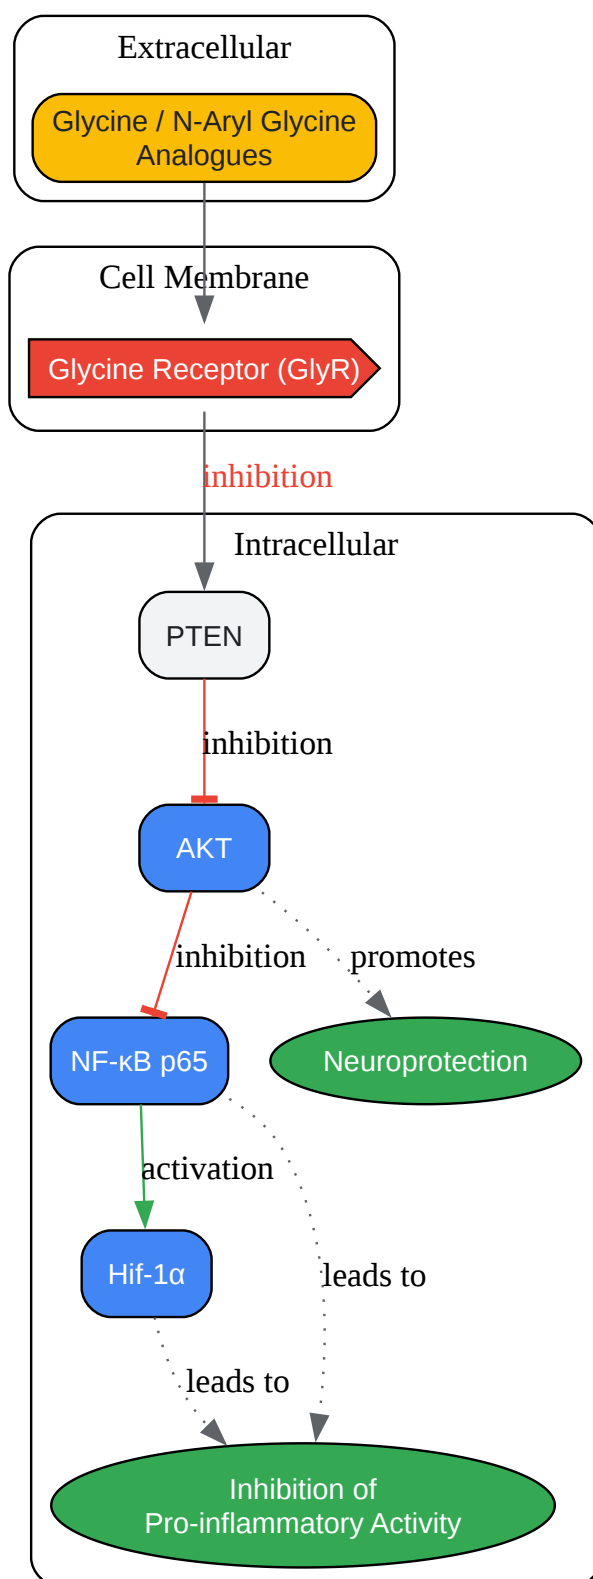 Extracellular
Glycine / N-Aryl Glycine
Analogues
Cell Membrane
Glycine Receptor (GlyR)
inhibition
Intracellular
PTEN
inhibition
AKT
inhibition
promotes
NF-κB p65
Neuroprotection
activation
Hif-1α
leads to
leads to
Inhibition of
Pro-inflammatory Activity